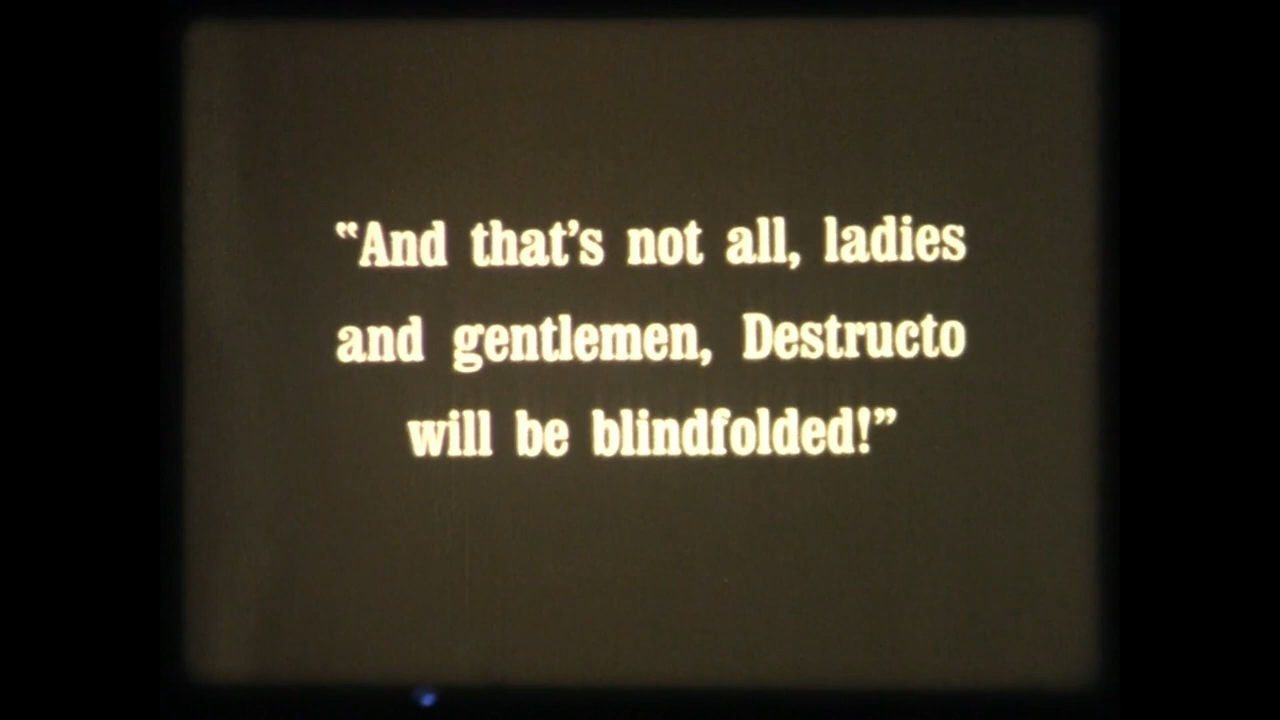 "And that's not all, ladies
and gentlemen, Destructo
will be blindfolded!"